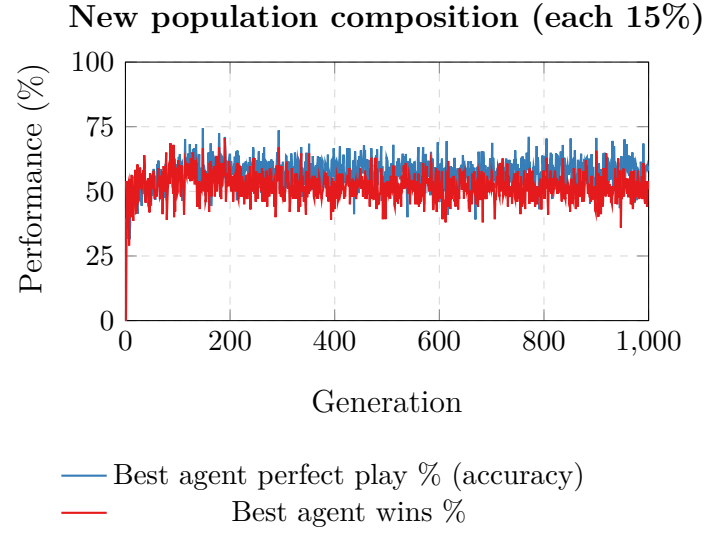 New population composition (each 15%)
Performance (%)
100
75
50
25
0
0 200 400 600 800 1,000
Generation
Best agent perfect play % (accuracy)
Best agent wins %